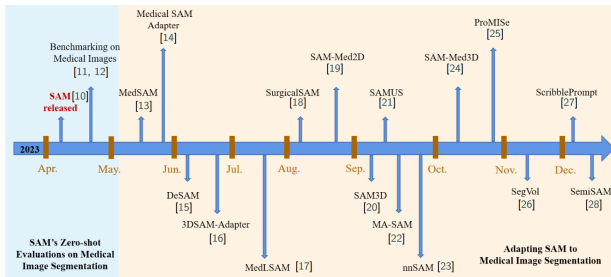 Medical SAM
Adapter
[14]
ProMISe
[25]
Benchmarking on
Medical Images
[11, 12]
SAM-Med2D
[19]
SAM-Med3D
[24]
SAM [10]
released
MedSAM
[13]
SurgicalSAM
[18]
SAMUS
[21]
ScribblePrompt
[27]
2023
Apr.
May.
Jun.
Jul.
Aug.
Sep.
Oct.
Nov.
Dec.
DeSAM
[15]
SAM3D
[20]
SegVol
[26]
SemiSAM
[28]
3DSAM-Adapter
[16]
MA-SAM
[22]
MedLSAM [17]
nnSAM [23]
SAM's Zero-shot
Evaluations on Medical
Image Segmentation
Adapting SAM to
Medical Image Segmentation